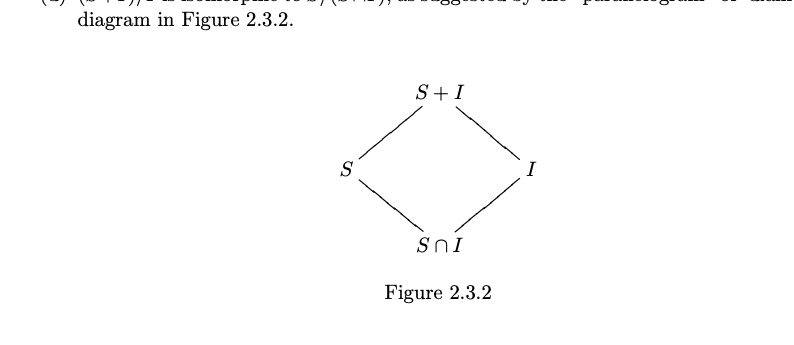 diagram in Figure 2.3.2.
S + I
S I
S ∩ I
Figure 2.3.2